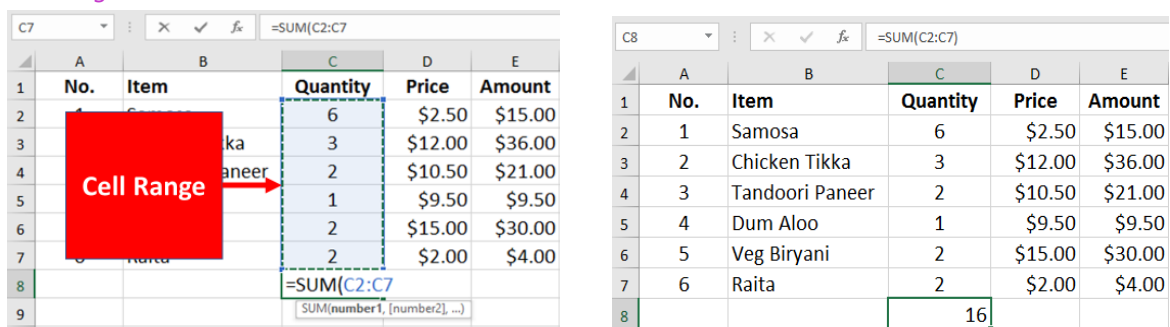 C7 fx =SUM(C2:C7
A B C D E
1 No. Item Quantity Price Amount
2 6 $2.50 $15.00
3 ka 3 $12.00 $36.00
4 aneer 2 $10.50 $21.00
Cell Range
5 1 $9.50 $9.50
6 2 $15.00 $30.00
7 2 $2.00 $4.00
8 =SUM(C2:C7
9 SUM(number1, [number2], ...)
C8 fx =SUM(C2:C7)
A B C D E
1 No. Item Quantity Price Amount
2 1 Samosa 6 $2.50 $15.00
3 2 Chicken Tikka 3 $12.00 $36.00
4 3 Tandoori Paneer 2 $10.50 $21.00
5 4 Dum Aloo 1 $9.50 $9.50
6 5 Veg Biryani 2 $15.00 $30.00
7 6 Raita 2 $2.00 $4.00
8 16